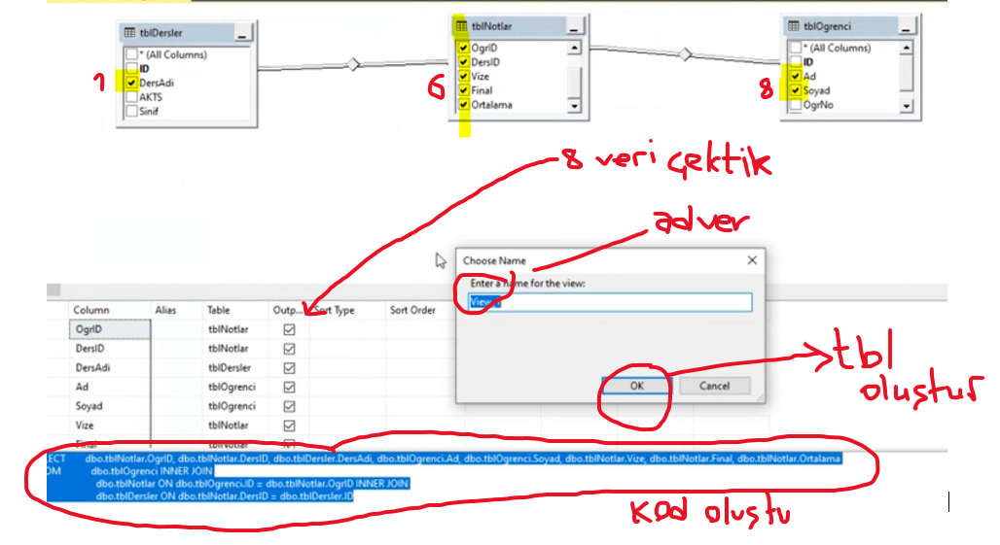 tblDersler
* (All Columns)
ID
DersAdi
AKTS
Sinif
1
tblNotlar
OgrID
DersID
Vize
Final
Ortalama
6
tblOgrenci
* (All Columns)
ID
Ad
Soyad
OgrNo
8
8 veri çektik
ad ver
Choose Name
Enter a name for the view:
OK
Cancel
tbl
oluştur
Column Alias Table Outp... Sort Type Sort Order
OgrID tblNotlar
DersID tblNotlar
DersAdi tblDersler
Ad tblOgrenci
Soyad tblOgrenci
Vize tblNotlar
Final tblNotlar
ECT dbo.tblNotlar.OgrID, dbo.tblNotlar.DersID, dbo.tblDersler.DersAdi, dbo.tblOgrenci.Ad, dbo.tblOgrenci.Soyad, dbo.tblNotlar.Vize, dbo.tblNotlar.Final, dbo.tblNotlar.Ortalama
OM dbo.tblOgrenci INNER JOIN
dbo.tblNotlar ON dbo.tblOgrenci.ID = dbo.tblNotlar.OgrID INNER JOIN
dbo.tblDersler ON dbo.tblNotlar.DersID = dbo.tblDersler.ID
kod oluştu